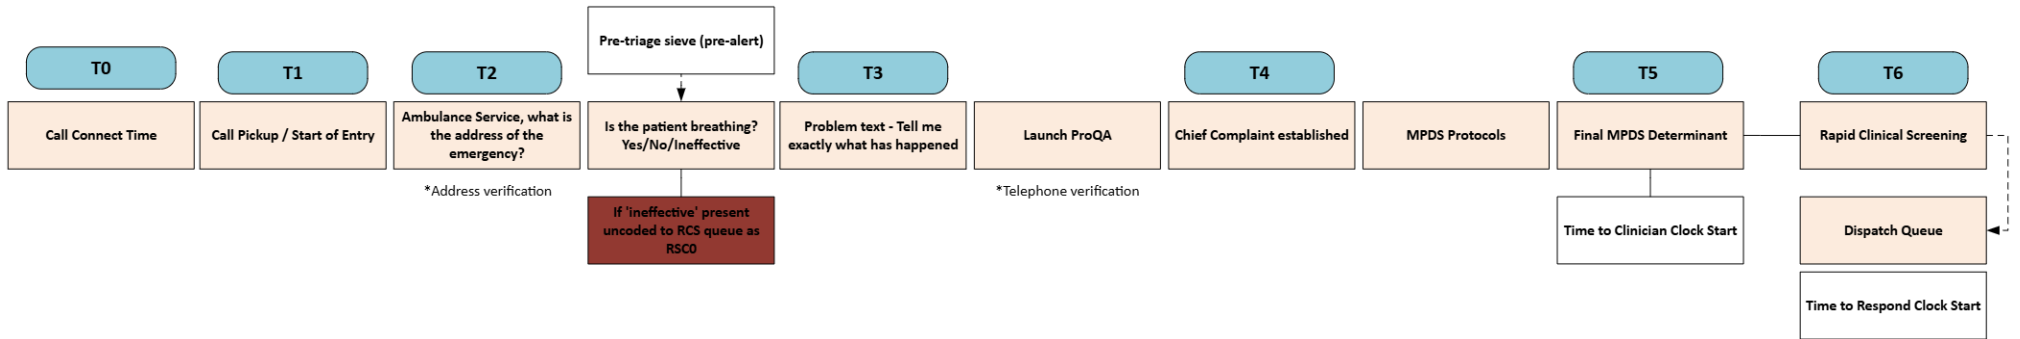 Pre-triage sieve (pre-alert)
T0
T1
T2
T3
T4
T5
T6
Call Connect Time
Call Pickup / Start of Entry
Ambulance Service, what is
the address of the
emergency?
Is the patient breathing?
Yes/No/Ineffective
Problem text - Tell me
exactly what has happened
Launch ProQA
Chief Complaint established
MPDS Protocols
Final MPDS Determinant
Rapid Clinical Screening
*Address verification
*Telephone verification
If 'ineffective' present
uncoded to RCS queue as
RSC0
Time to Clinician Clock Start
Dispatch Queue
Time to Respond Clock Start